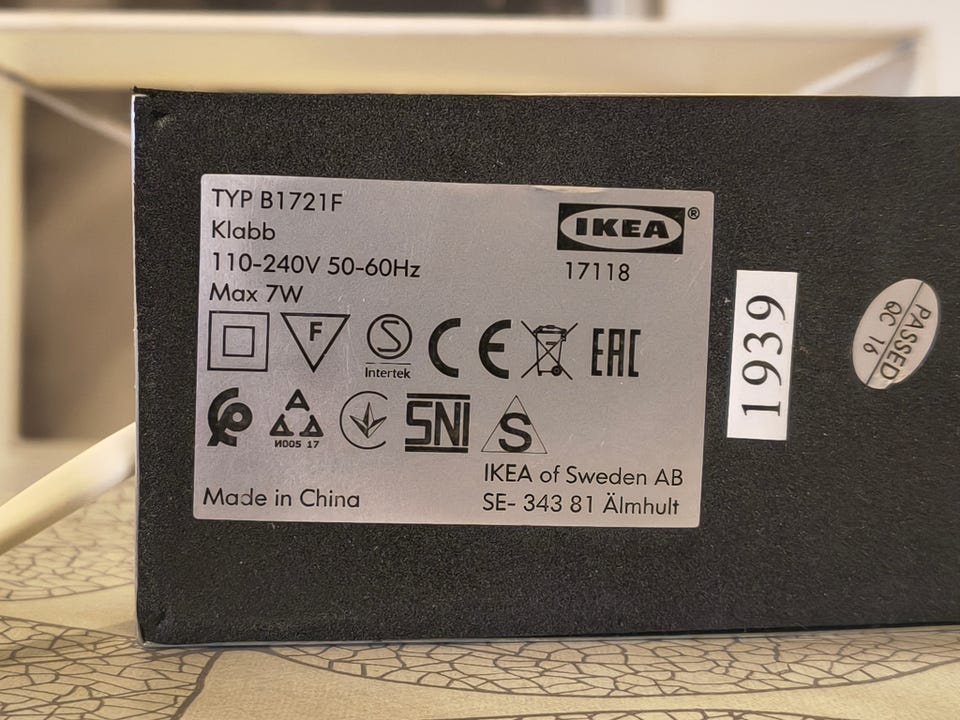 TYP B1721F
Klabb
110-240V 50-60Hz
Max 7W
IKEA®
17118
F
S
Intertek
CE
EAC
A
И005 17
SNI
S
IKEA of Sweden AB
SE- 343 81 Älmhult
Made in China
1939
PASSED
QC 16